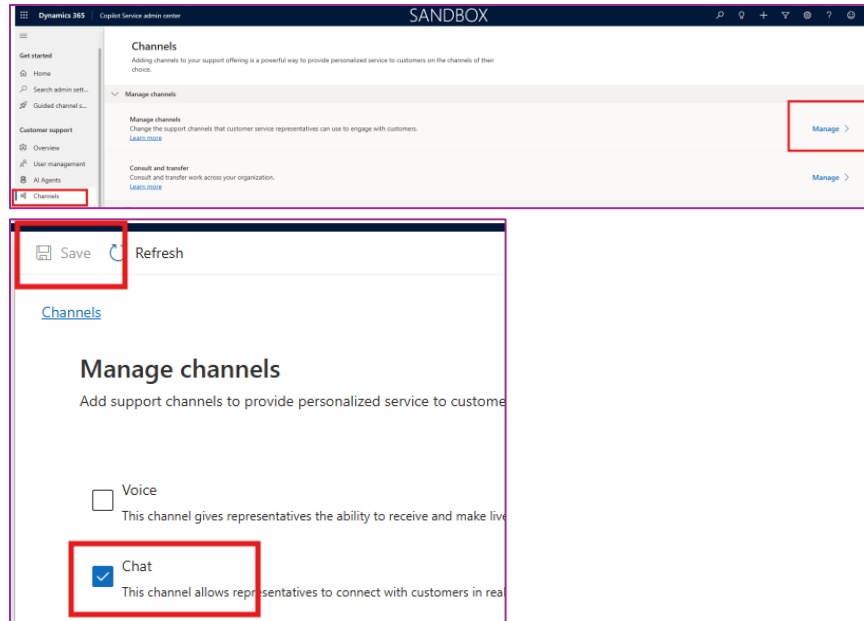 Dynamics 365 Copilot Service admin center SANDBOX
Get started
Home
Search admin sett...
Guided channel s...
Customer support
Overview
User management
AI Agents
Channels
Channels
Adding channels to your support offering is a powerful way to provide personalized service to customers on the channels of their
choice.
Manage channels
Manage channels
Change the support channels that customer service representatives can use to engage with customers.
Learn more
Manage
Consult and transfer
Consult and transfer work across your organization.
Learn more
Manage
Save Refresh
Channels
Manage channels
Add support channels to provide personalized service to custome
Voice
This channel gives representatives the ability to receive and make live
Chat
This channel allows representatives to connect with customers in real